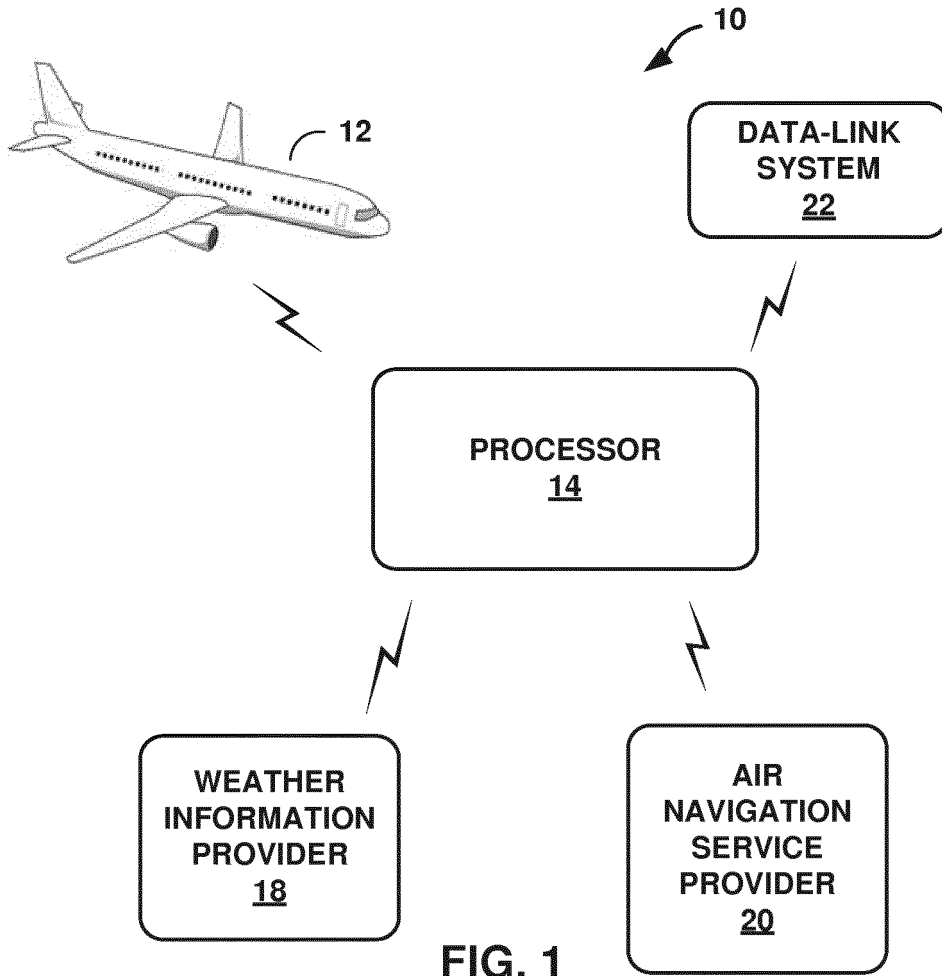 10
12
DATA-LINK
SYSTEM
22
PROCESSOR
14
WEATHER
INFORMATION
PROVIDER
18
AIR
NAVIGATION
SERVICE
PROVIDER
20
FIG. 1